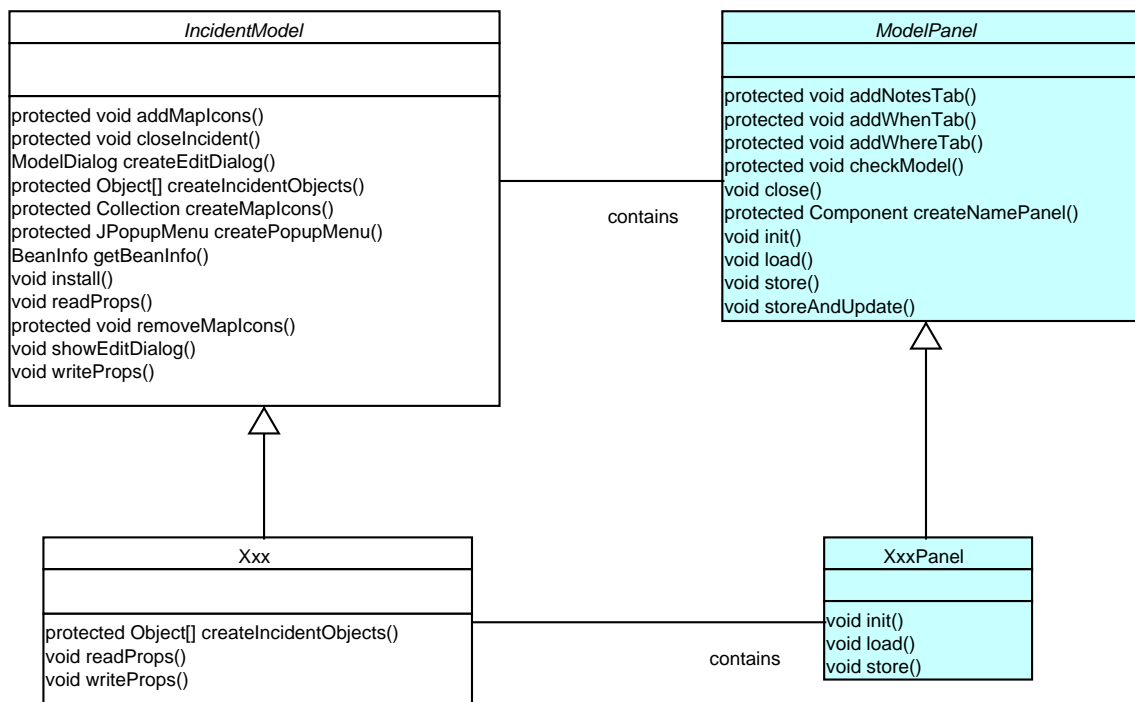 IncidentModel
protected void addMapIcons()
protected void closeIncident()
ModelDialog createEditDialog()
protected Object[] createIncidentObjects()
protected Collection createMapIcons()
protected JPopupMenu createPopupMenu()
BeanInfo getBeanInfo()
void install()
void readProps()
protected void removeMapIcons()
void showEditDialog()
void writeProps()
contains
ModelPanel
protected void addNotesTab()
protected void addWhenTab()
protected void addWhereTab()
protected void checkModel()
void close()
protected Component createNamePanel()
void init()
void load()
void store()
void storeAndUpdate()
Xxx
protected Object[] createIncidentObjects()
void readProps()
void writeProps()
contains
XxxPanel
void init()
void load()
void store()